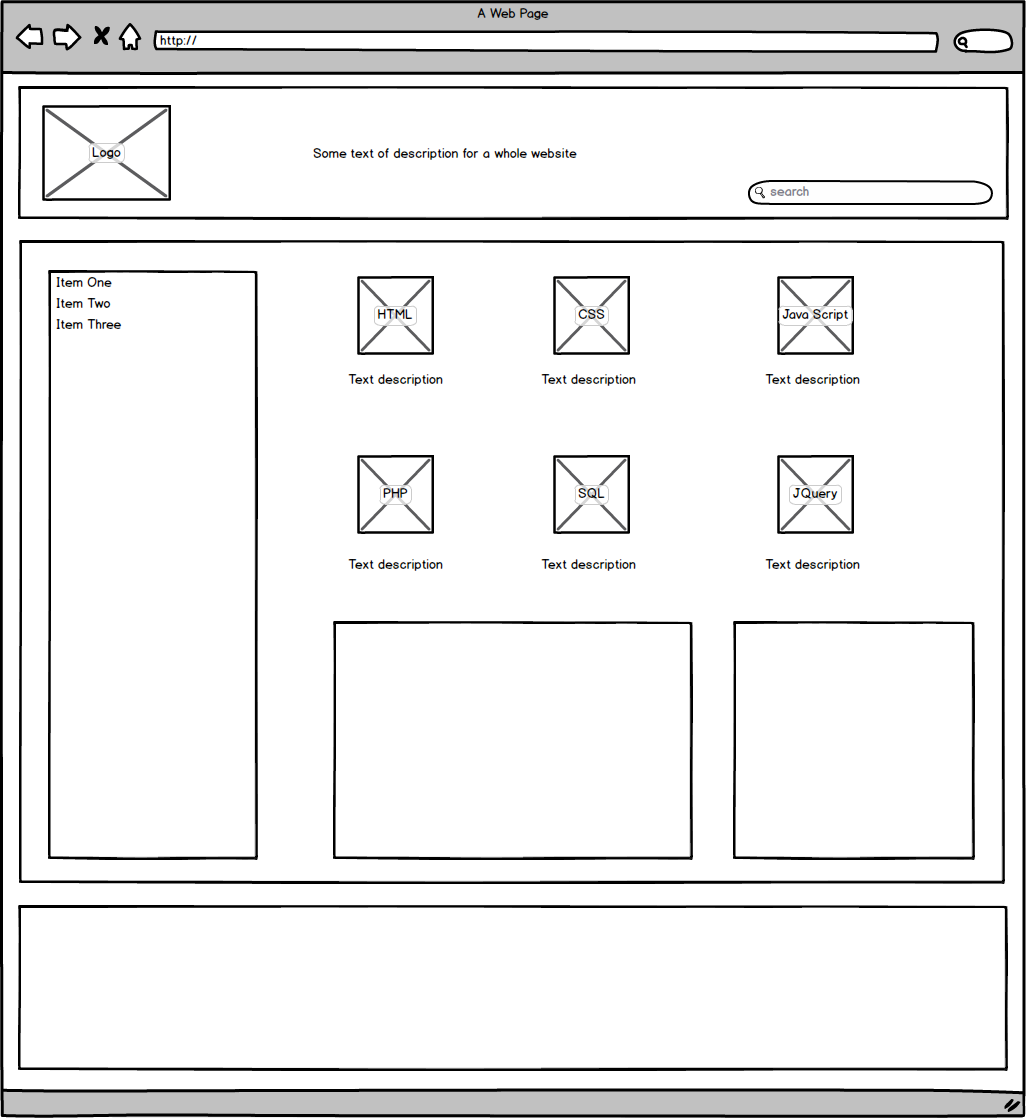 A Web Page
http://
Logo
Some text of description for a whole website
search
Item One
Item Two
Item Three
HTML
CSS
Java Script
Text description
Text description
Text description
PHP
SQL
JQuery
Text description
Text description
Text description